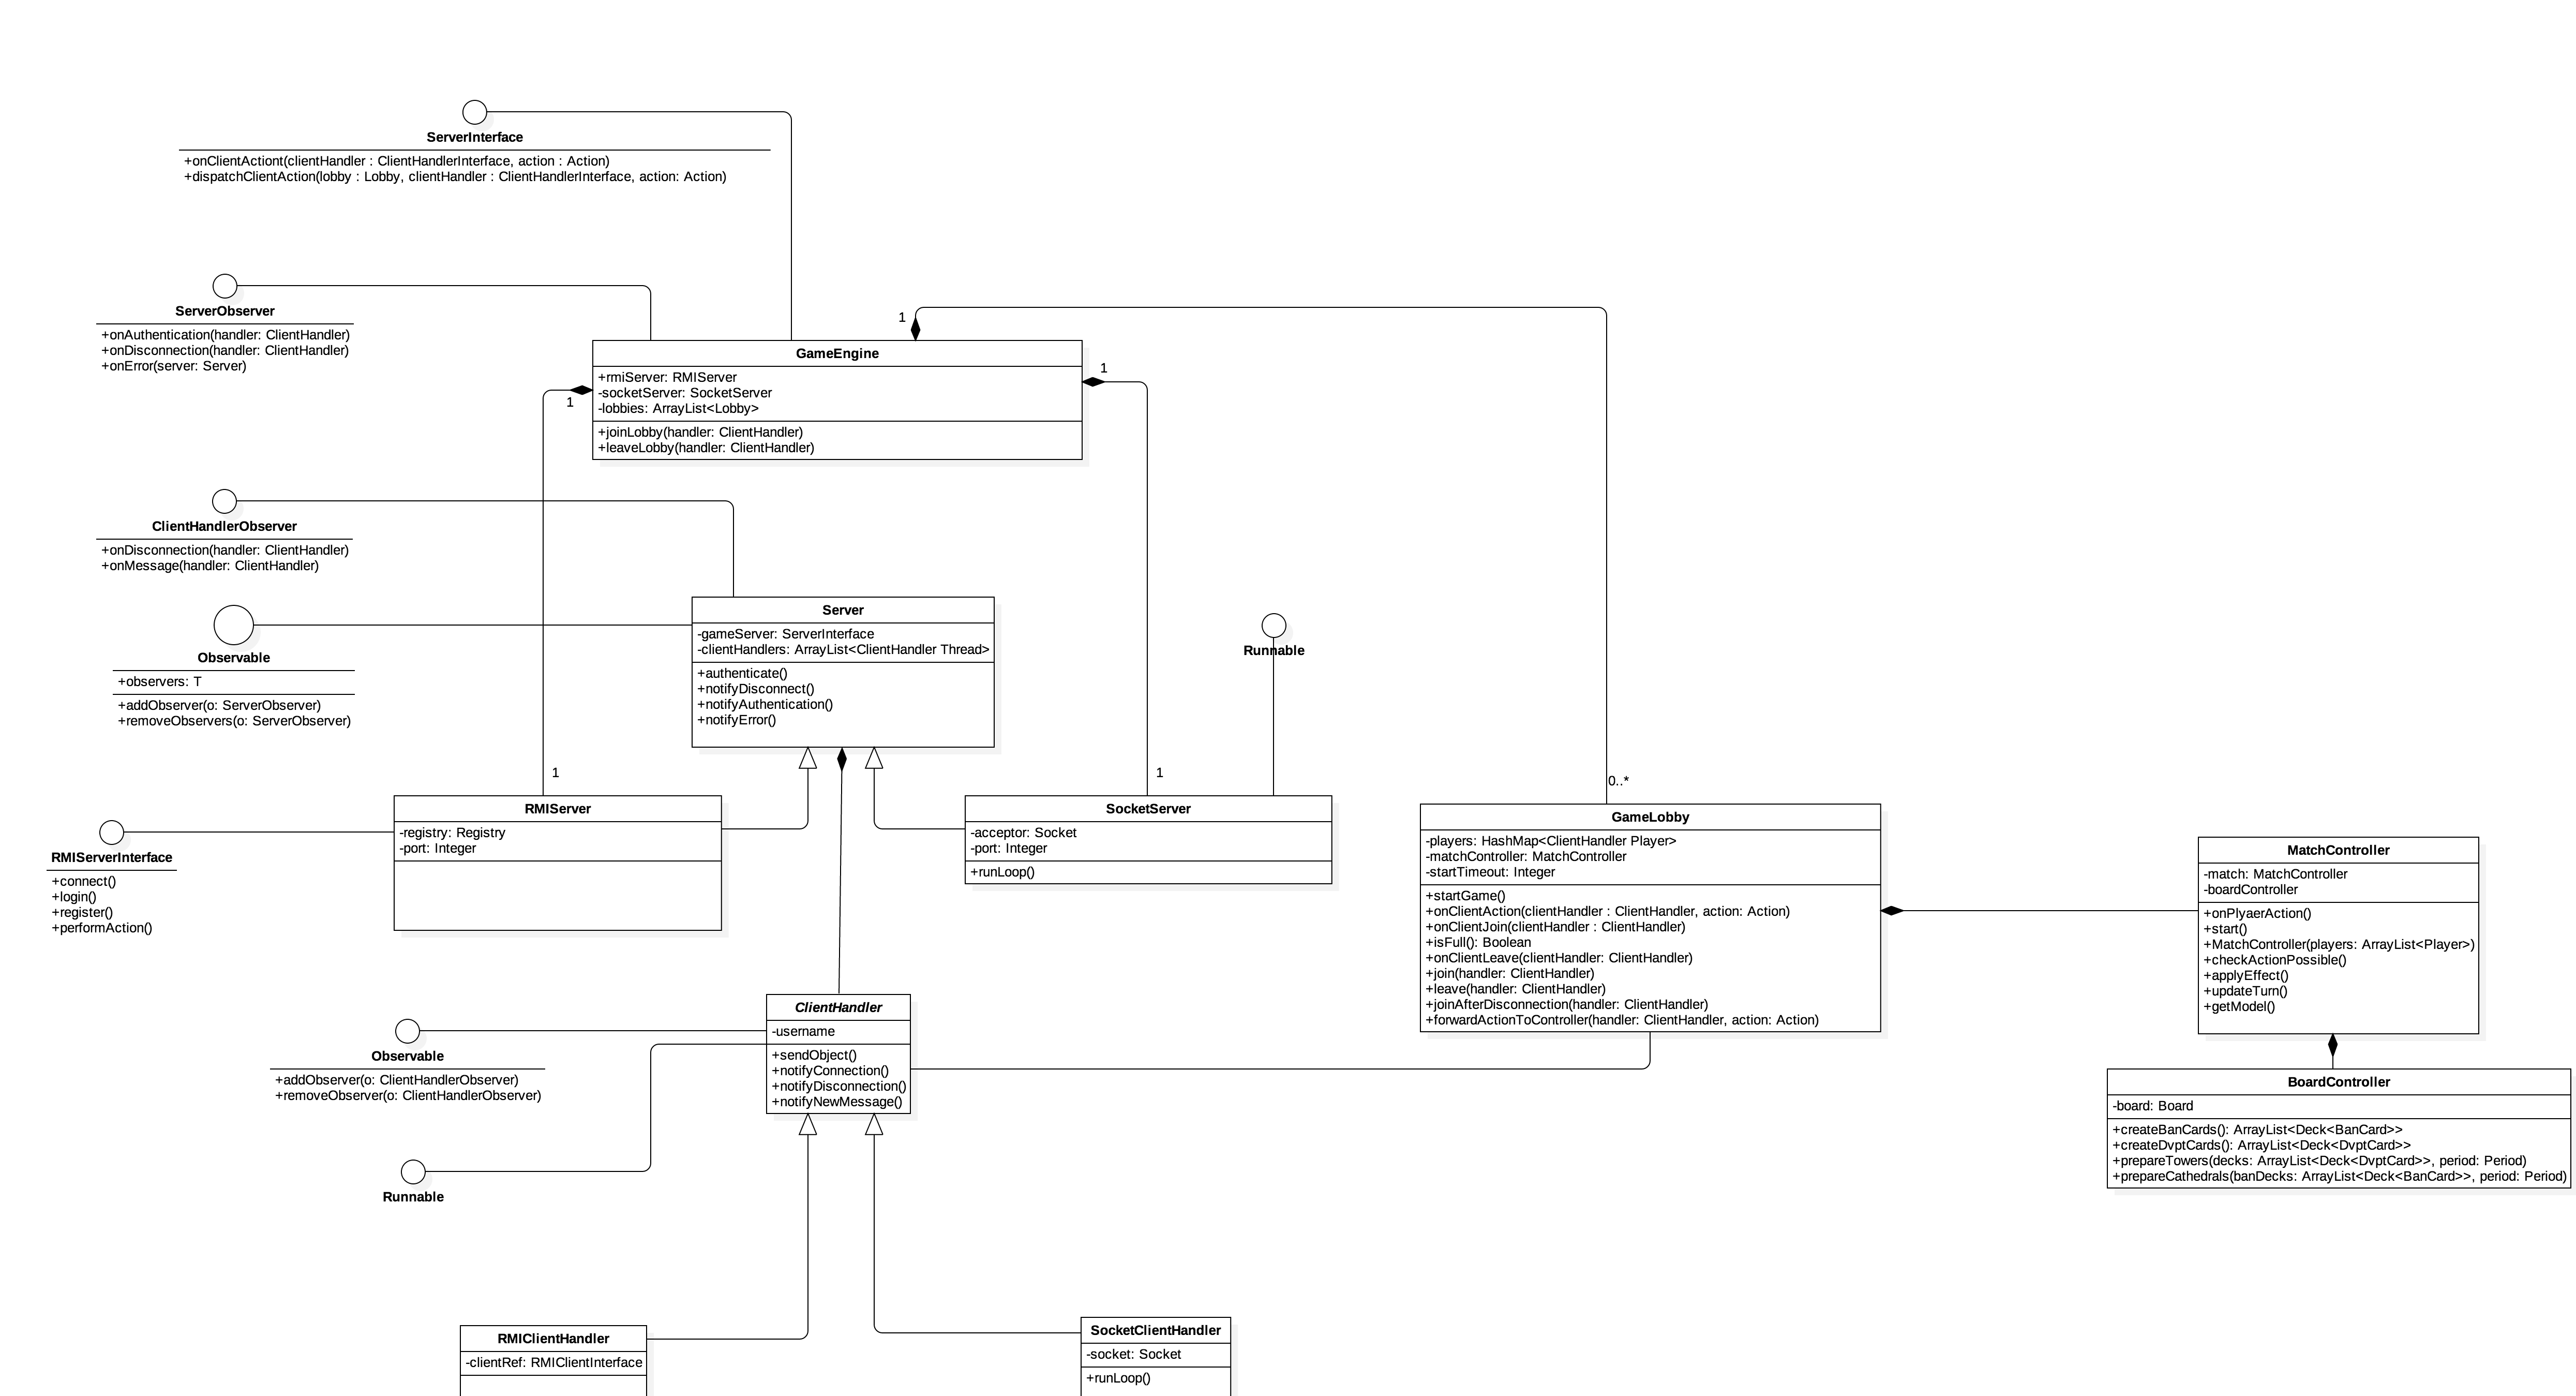 ServerInterface
+onClientActiont(clientHandler : ClientHandlerInterface, action : Action)
+dispatchClientAction(lobby : Lobby, clientHandler : ClientHandlerInterface, action: Action)
ServerObserver
+onAuthentication(handler: ClientHandler)
+onDisconnection(handler: ClientHandler)
+onError(server: Server)
1
GameEngine
+rmiServer: RMIServer
-socketServer: SocketServer
-lobbies: ArrayList<Lobby>
+joinLobby(handler: ClientHandler)
+leaveLobby(handler: ClientHandler)
1
1
ClientHandlerObserver
+onDisconnection(handler: ClientHandler)
+onMessage(handler: ClientHandler)
Observable
+observers: T
+addObserver(o: ServerObserver)
+removeObservers(o: ServerObserver)
Server
-gameServer: ServerInterface
-clientHandlers: ArrayList<ClientHandler Thread>
+authenticate()
+notifyDisconnect()
+notifyAuthentication()
+notifyError()
Runnable
1
1
0..*
RMIServerInterface
+connect()
+login()
+register()
+performAction()
RMIServer
-registry: Registry
-port: Integer
SocketServer
-acceptor: Socket
-port: Integer
+runLoop()
GameLobby
-players: HashMap<ClientHandler Player>
-matchController: MatchController
-startTimeout: Integer
+startGame()
+onClientAction(clientHandler : ClientHandler, action: Action)
+onClientJoin(clientHandler : ClientHandler)
+isFull(): Boolean
+onClientLeave(clientHandler: ClientHandler)
+join(handler: ClientHandler)
+leave(handler: ClientHandler)
+joinAfterDisconnection(handler: ClientHandler)
+forwardActionToController(handler: ClientHandler, action: Action)
MatchController
-match: MatchController
-boardController
+onPlyaerAction()
+start()
+MatchController(players: ArrayList<Player>)
+checkActionPossible()
+applyEffect()
+updateTurn()
+getModel()
Observable
+addObserver(o: ClientHandlerObserver)
+removeObserver(o: ClientHandlerObserver)
ClientHandler
-username
+sendObject()
+notifyConnection()
+notifyDisconnection()
+notifyNewMessage()
Runnable
BoardController
-board: Board
+createBanCards(): ArrayList<Deck<BanCard>>
+createDvptCards(): ArrayList<Deck<DvptCard>>
+prepareTowers(decks: ArrayList<Deck<DvptCard>>, period: Period)
+prepareCathedrals(banDecks: ArrayList<Deck<BanCard>>, period: Period)
RMIClientHandler
-clientRef: RMIClientInterface
SocketClientHandler
-socket: Socket
+runLoop()